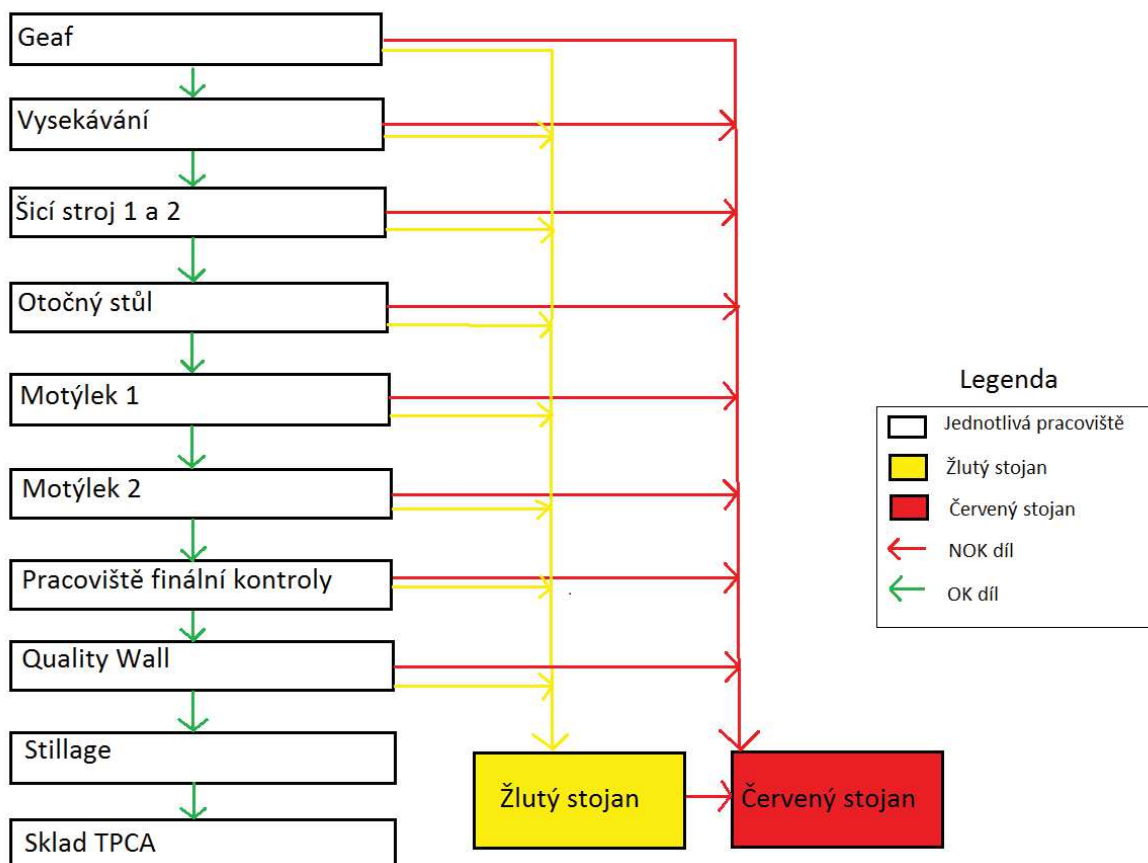 Geaf
Vysekávání
Šicí stroj 1 a 2
Otočný stůl
Motýlek 1
Motýlek 2
Pracoviště finální kontroly
Quality Wall
Stillage
Sklad TPCA
Žlutý stojan
Červený stojan
Legenda
Jednotlivá pracoviště
Žlutý stojan
Červený stojan
NOK díl
OK díl